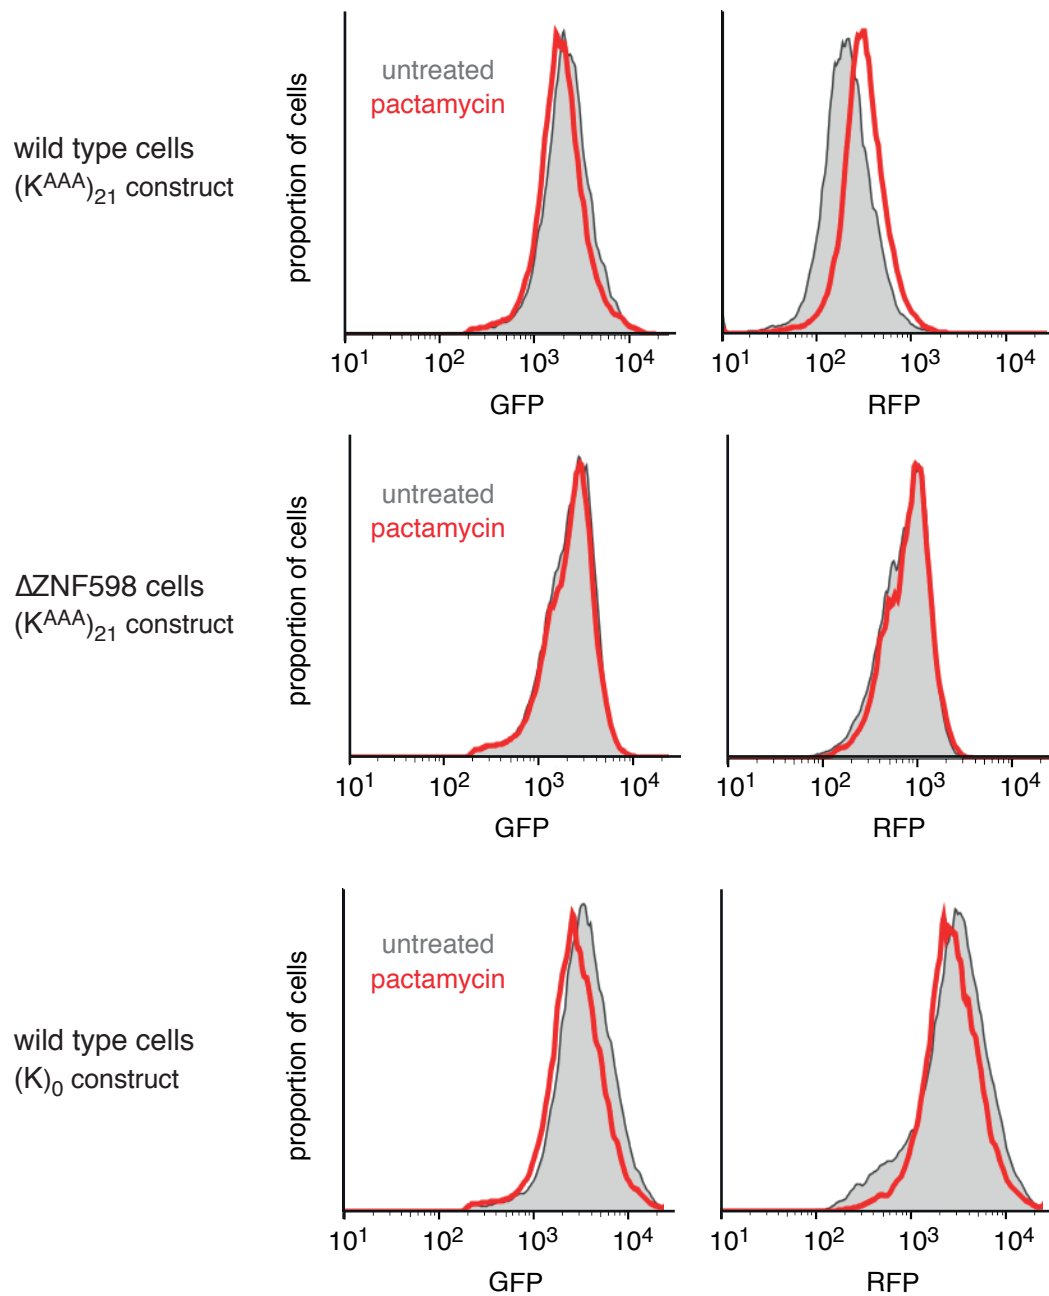 wild type cells
(K^AAA)_21 construct
proportion of cells
untreated
pactamycin
10^1 10^2 10^3 10^4
GFP
10^1 10^2 10^3 10^4
RFP
ΔZNF598 cells
(K^AAA)_21 construct
proportion of cells
untreated
pactamycin
10^1 10^2 10^3 10^4
GFP
10^1 10^2 10^3 10^4
RFP
wild type cells
(K)_0 construct
proportion of cells
untreated
pactamycin
10^1 10^2 10^3 10^4
GFP
10^1 10^2 10^3 10^4
RFP